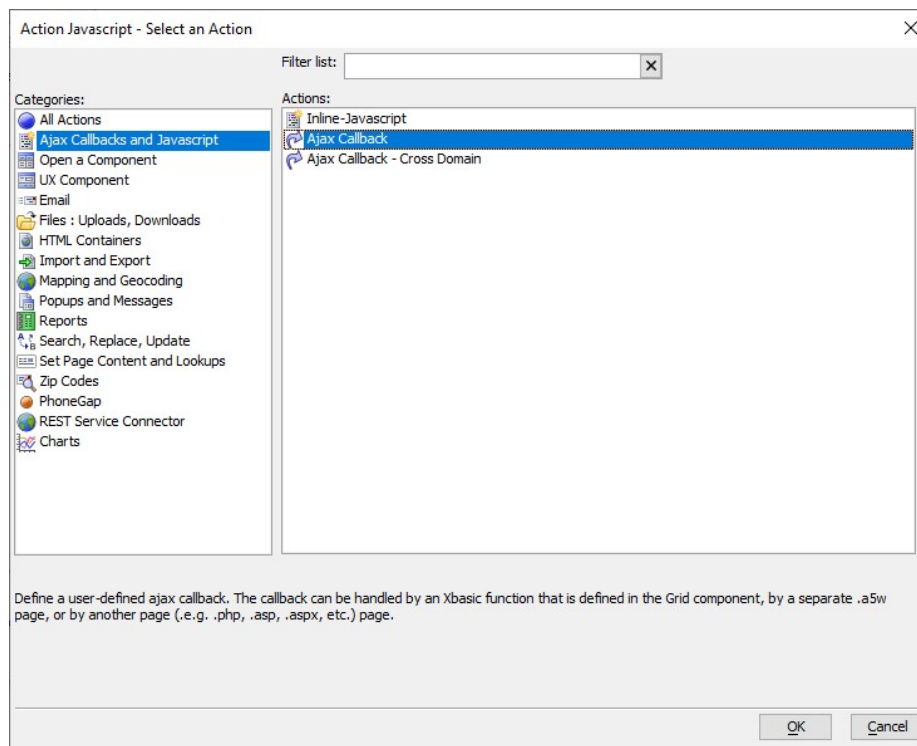 Action Javascript - Select an Action
Filter list:
Categories:
All Actions
Ajax Callbacks and Javascript
Open a Component
UX Component
Email
Files : Uploads, Downloads
HTML Containers
Import and Export
Mapping and Geocoding
Popups and Messages
Reports
Search, Replace, Update
Set Page Content and Lookups
Zip Codes
PhoneGap
REST Service Connector
Charts
Actions:
Inline-Javascript
Ajax Callback
Ajax Callback - Cross Domain
Define a user-defined ajax callback. The callback can be handled by an Xbasic function that is defined in the Grid component, by a separate .a5w
page, or by another page (.e.g. .php, .asp, .aspx, etc.) page.
OK
Cancel